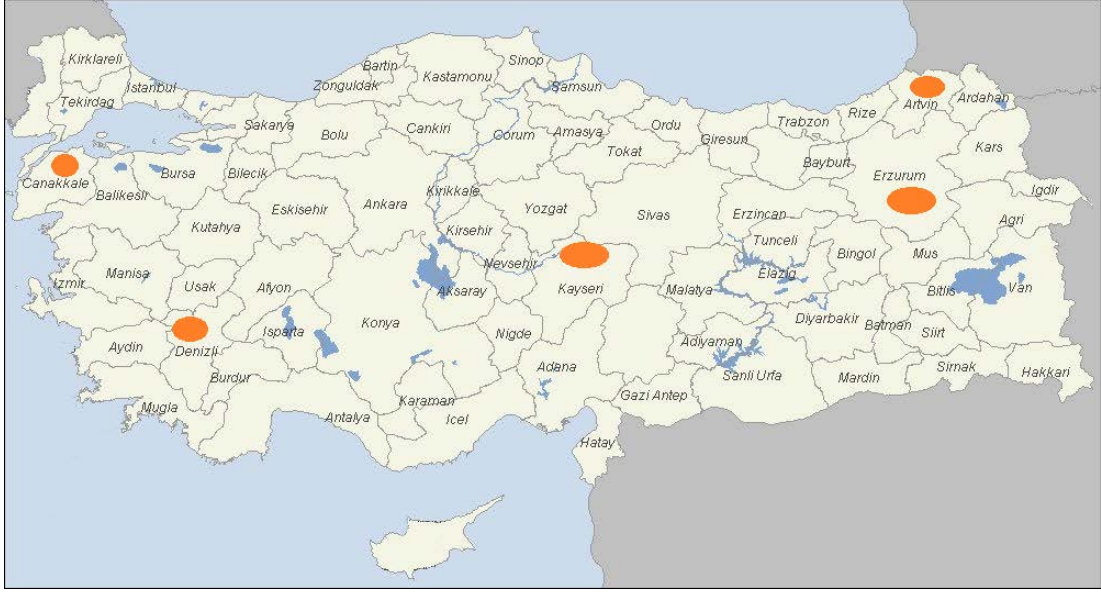 Kirklareli
Tekirdag
Istanbul
Sakarya
Bolu
Zonguldak
Bartin
Kastamonu
Sinop
Samsun
Cankiri
Corum
Amasya
Tokat
Ordu
Giresun
Trabzon
Rize
Artvin
Ardahan
Kars
Bayburt
Erzurum
Igdir
Agri
Canakkale
Balikesir
Bursa
Bilecik
Eskisehir
Ankara
Kirikkale
Yozgat
Sivas
Erzincan
Tunceli
Bingol
Mus
Kutahya
Kirsehir
Nevsehir
Kayseri
Elazig
Malatya
Bitlis
Van
Manisa
Izmir
Usak
Afyon
Aksaray
Konya
Isparta
Nigde
Diyarbakir
Batman
Siirt
Adiyaman
Aydin
Denizli
Burdur
Adana
Sanli Urfa
Mardin
Sirnak
Hakkari
Mugla
Antalya
Karaman
Icel
Gazi Antep
Hatay